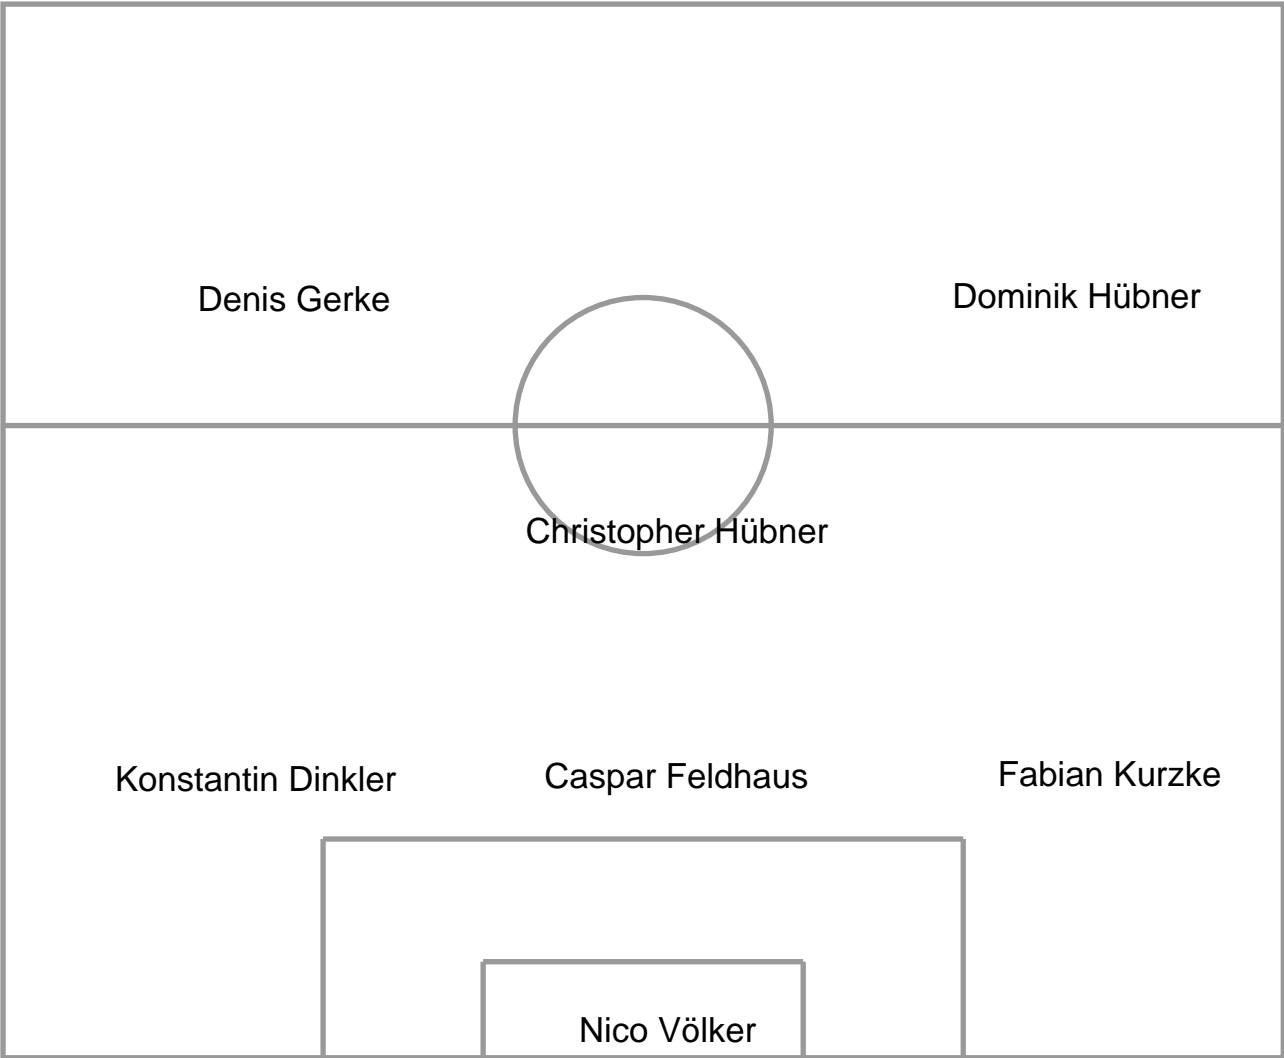 Denis Gerke
Dominik Hübner
Christopher Hübner
Konstantin Dinkler
Caspar Feldhaus
Fabian Kurzke
Nico Völker